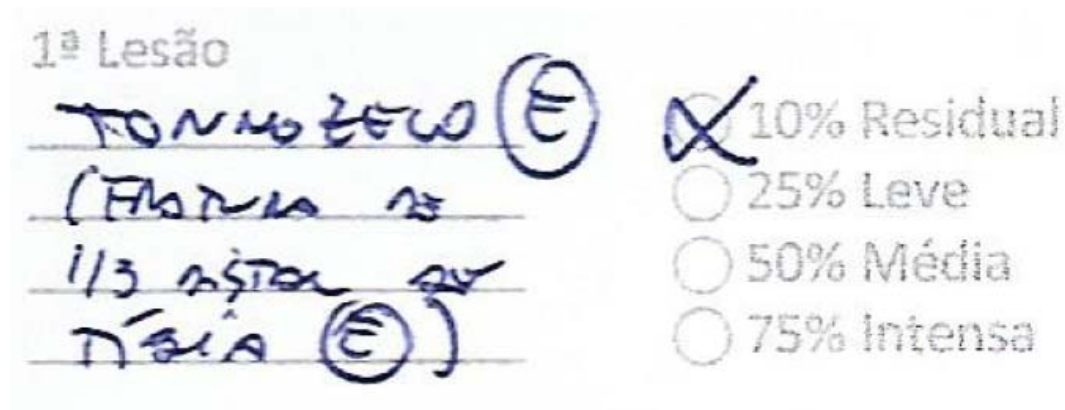 1ª Lesão
TORNOZELO (E) 10% Residual
(FRATURA DE 25% Leve
1/3 DISTAL DA 50% Média
TÍBIA (E)) 75% Intensa